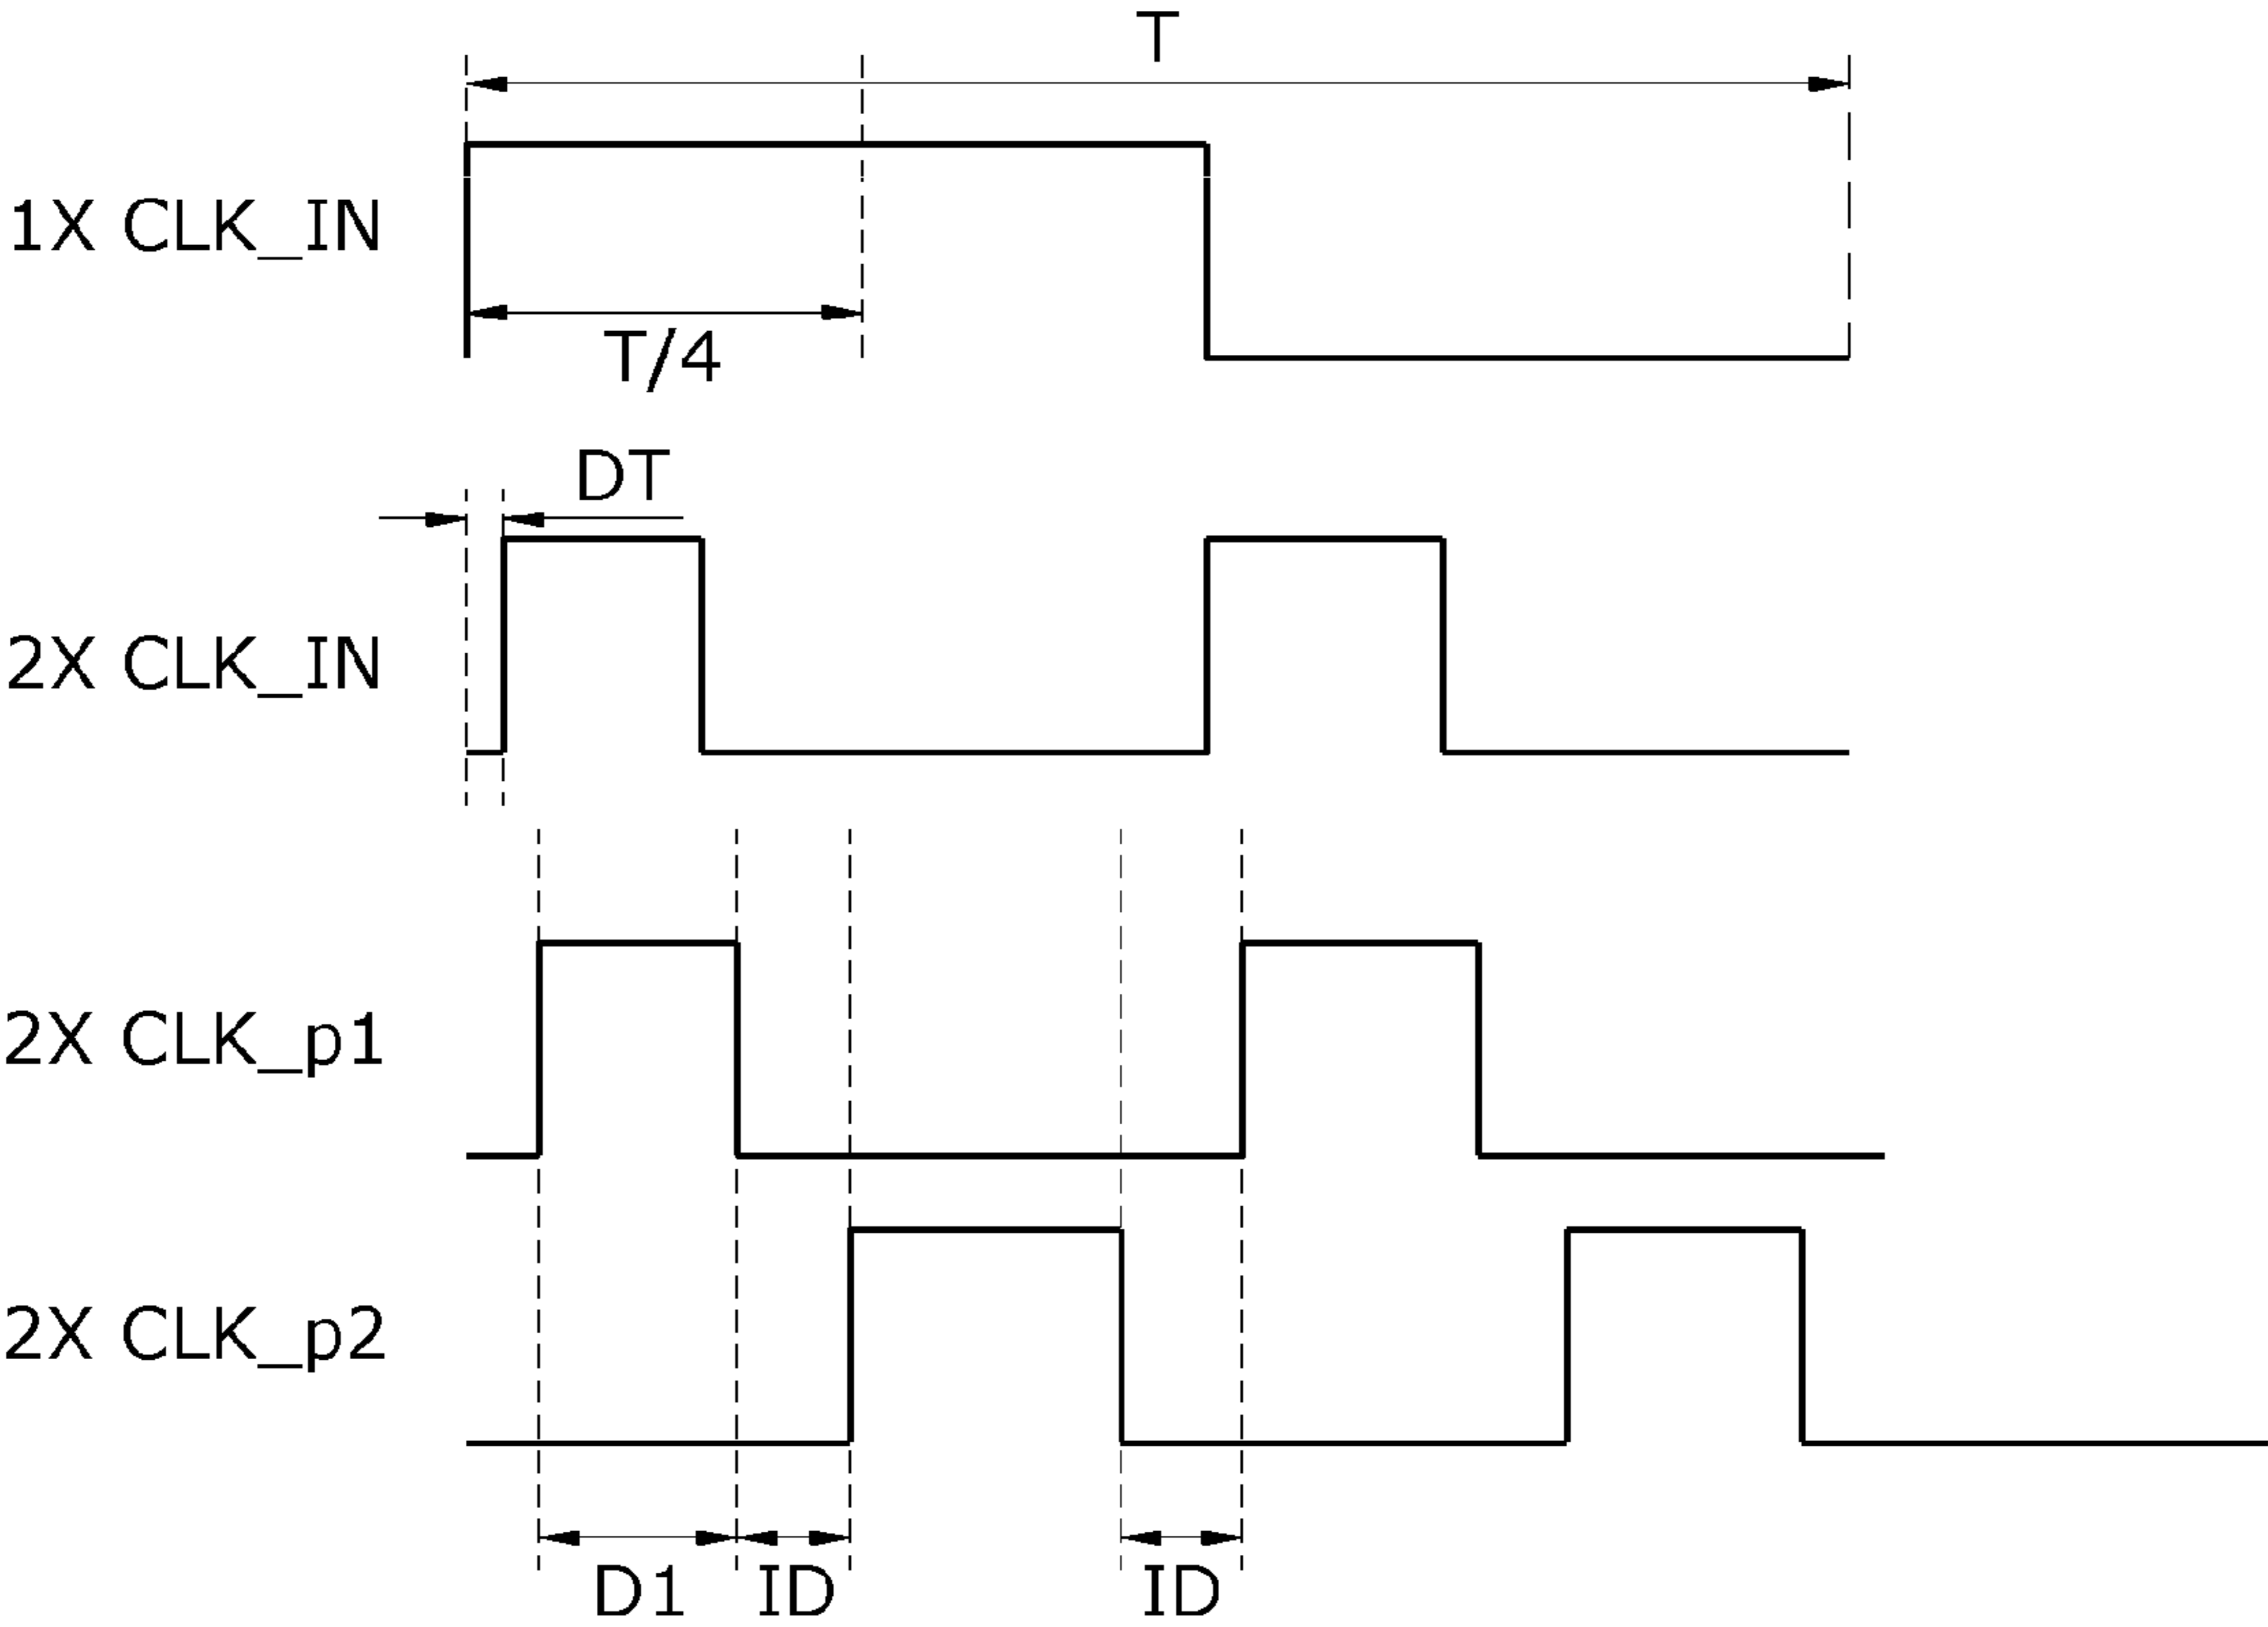 T
1X CLK_IN
T/4
DT
2X CLK_IN
2X CLK_p1
2X CLK_p2
D1 ID ID